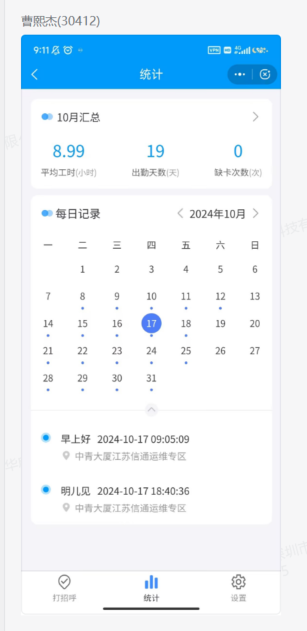 曹熙杰(30412)
9:11
统计
10月汇总
8.99 19 0
平均工时(小时) 出勤天数(天) 缺卡次数(次)
每日记录 2024年10月
一 二 三 四 五 六 日
1 2 3 4 5 6
7 8 9 10 11 12 13
14 15 16 17 18 19 20
21 22 23 24 25 26 27
28 29 30 31
早上好 2024-10-17 09:05:09
中青大厦江苏信通运维专区
明儿见 2024-10-17 18:40:36
中青大厦江苏信通运维专区
打招呼 统计 设置